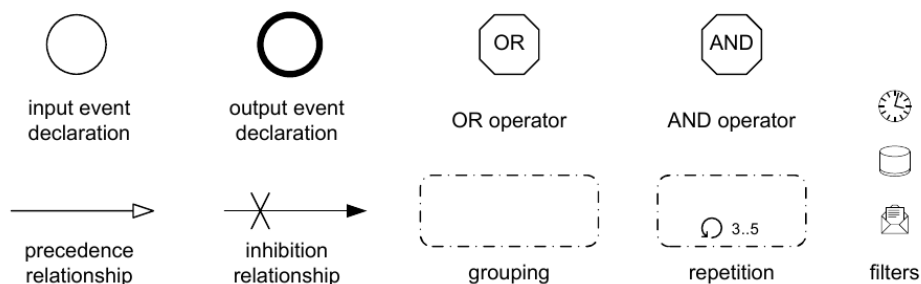 OR
AND
input event
declaration
output event
declaration
OR operator
AND operator
3..5
precedence
relationship
inhibition
relationship
grouping
repetition
filters